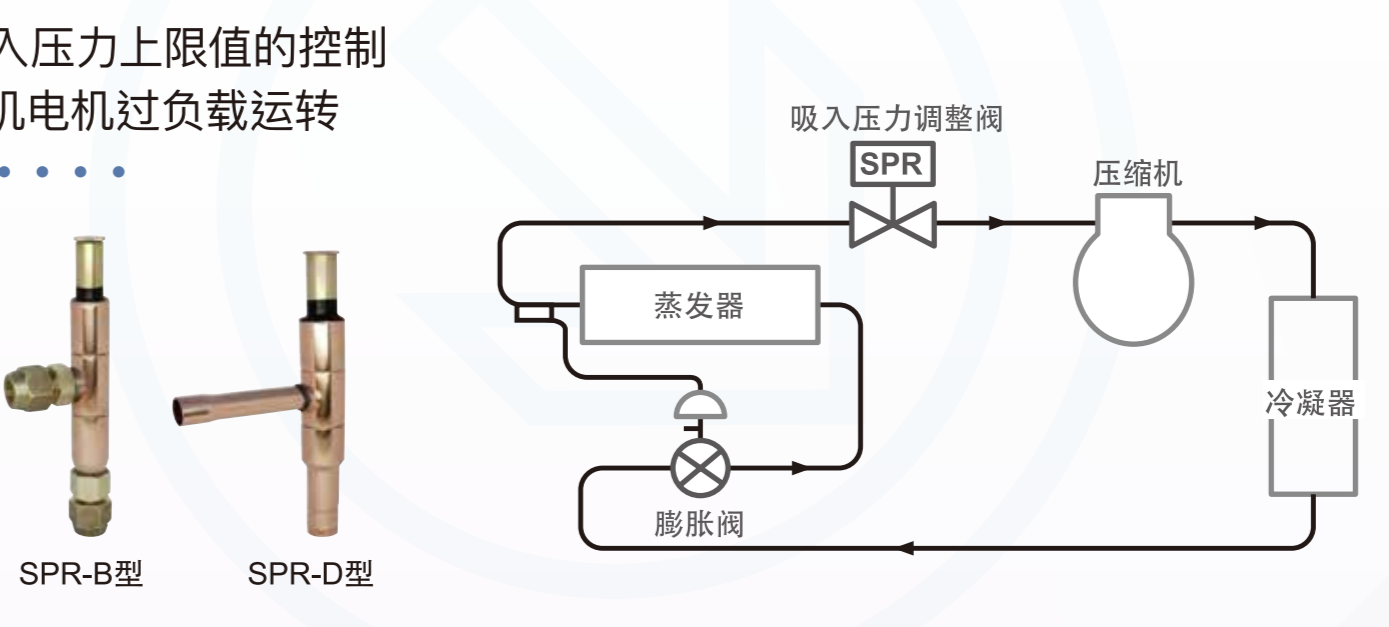 入压力上限值的控制
机电机过负载运转
吸入压力调整阀
SPR
压缩机
蒸发器
冷凝器
膨胀阀
SPR-B型
SPR-D型